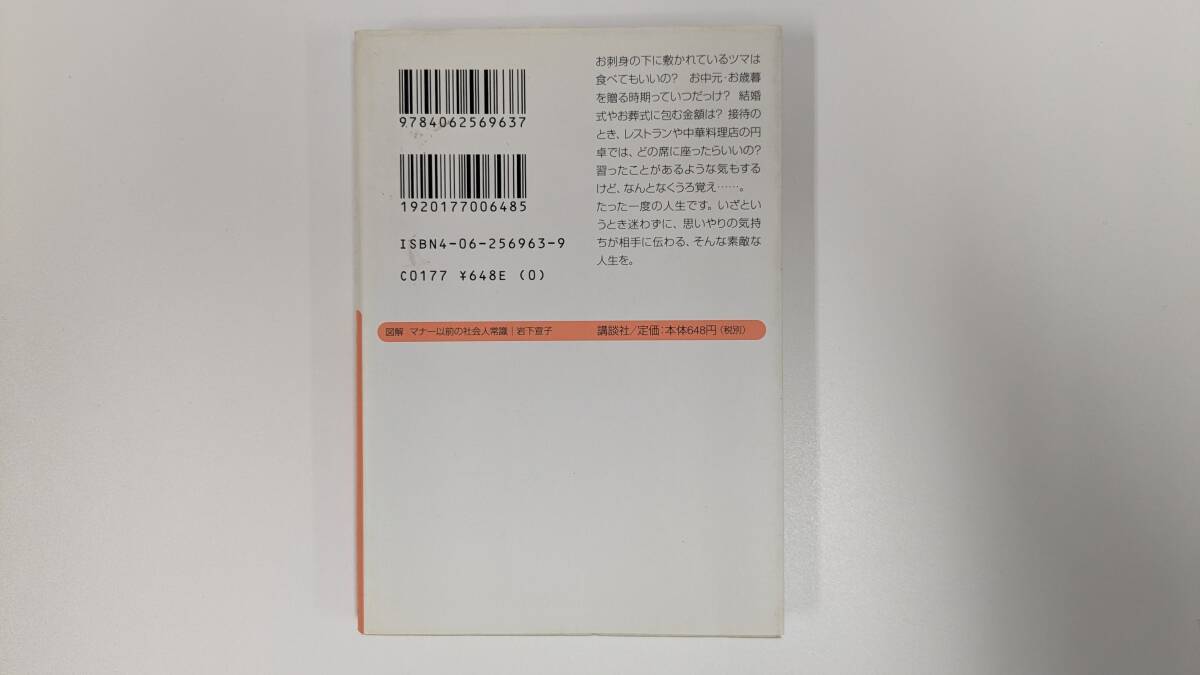 9784062569637
1920177006485
ISBN4-06-256963-9
C0177 ¥648E (0)
お刺身の下に敷かれているツマは
食べてもいいの? お中元・お歳暮
を贈る時期っていつだっけ? 結婚
式やお葬式に包む金額は? 接待の
とき、レストランや中華料理店の円
卓では、どの席に座ったらいいの?
習ったことがあるような気もする
けど、なんとなくうろ覚え……。
たった一度の人生です。いざとい
うとき迷わずに、思いやりの気持
ちが相手に伝わる、そんな素敵な
人生を。
図解 マナー以前の社会人常識|岩下宣子
講談社/定価:本体648円(税別)